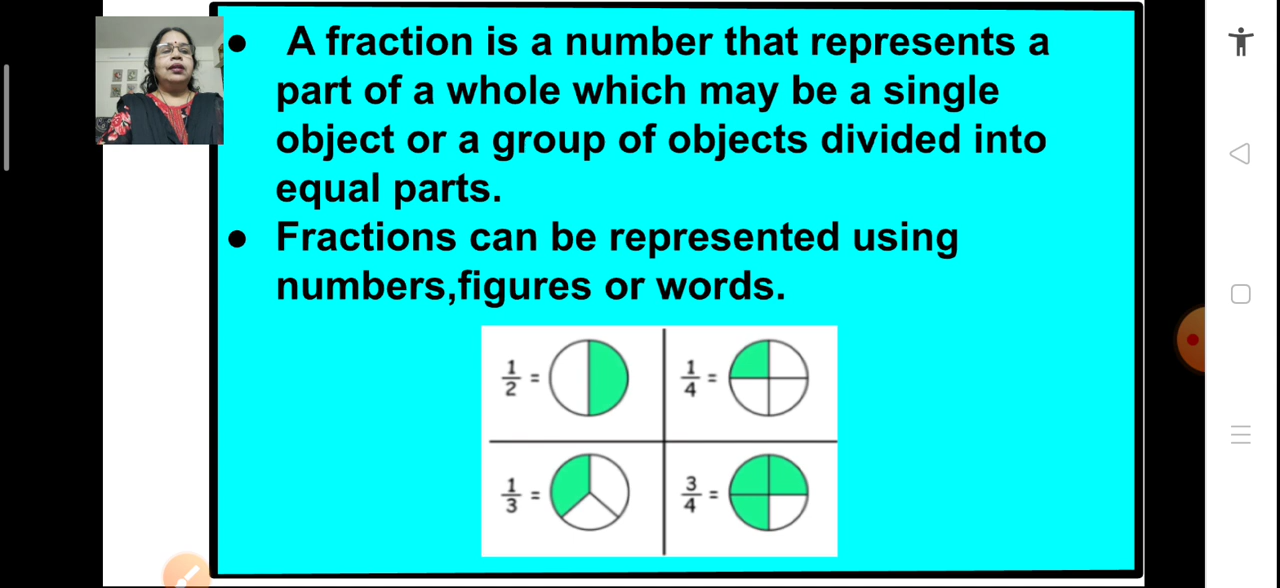 ● A fraction is a number that represents a
part of a whole which may be a single
object or a group of objects divided into
equal parts.
● Fractions can be represented using
numbers,figures or words.
1/2 =
1/4 =
1/3 =
3/4 =